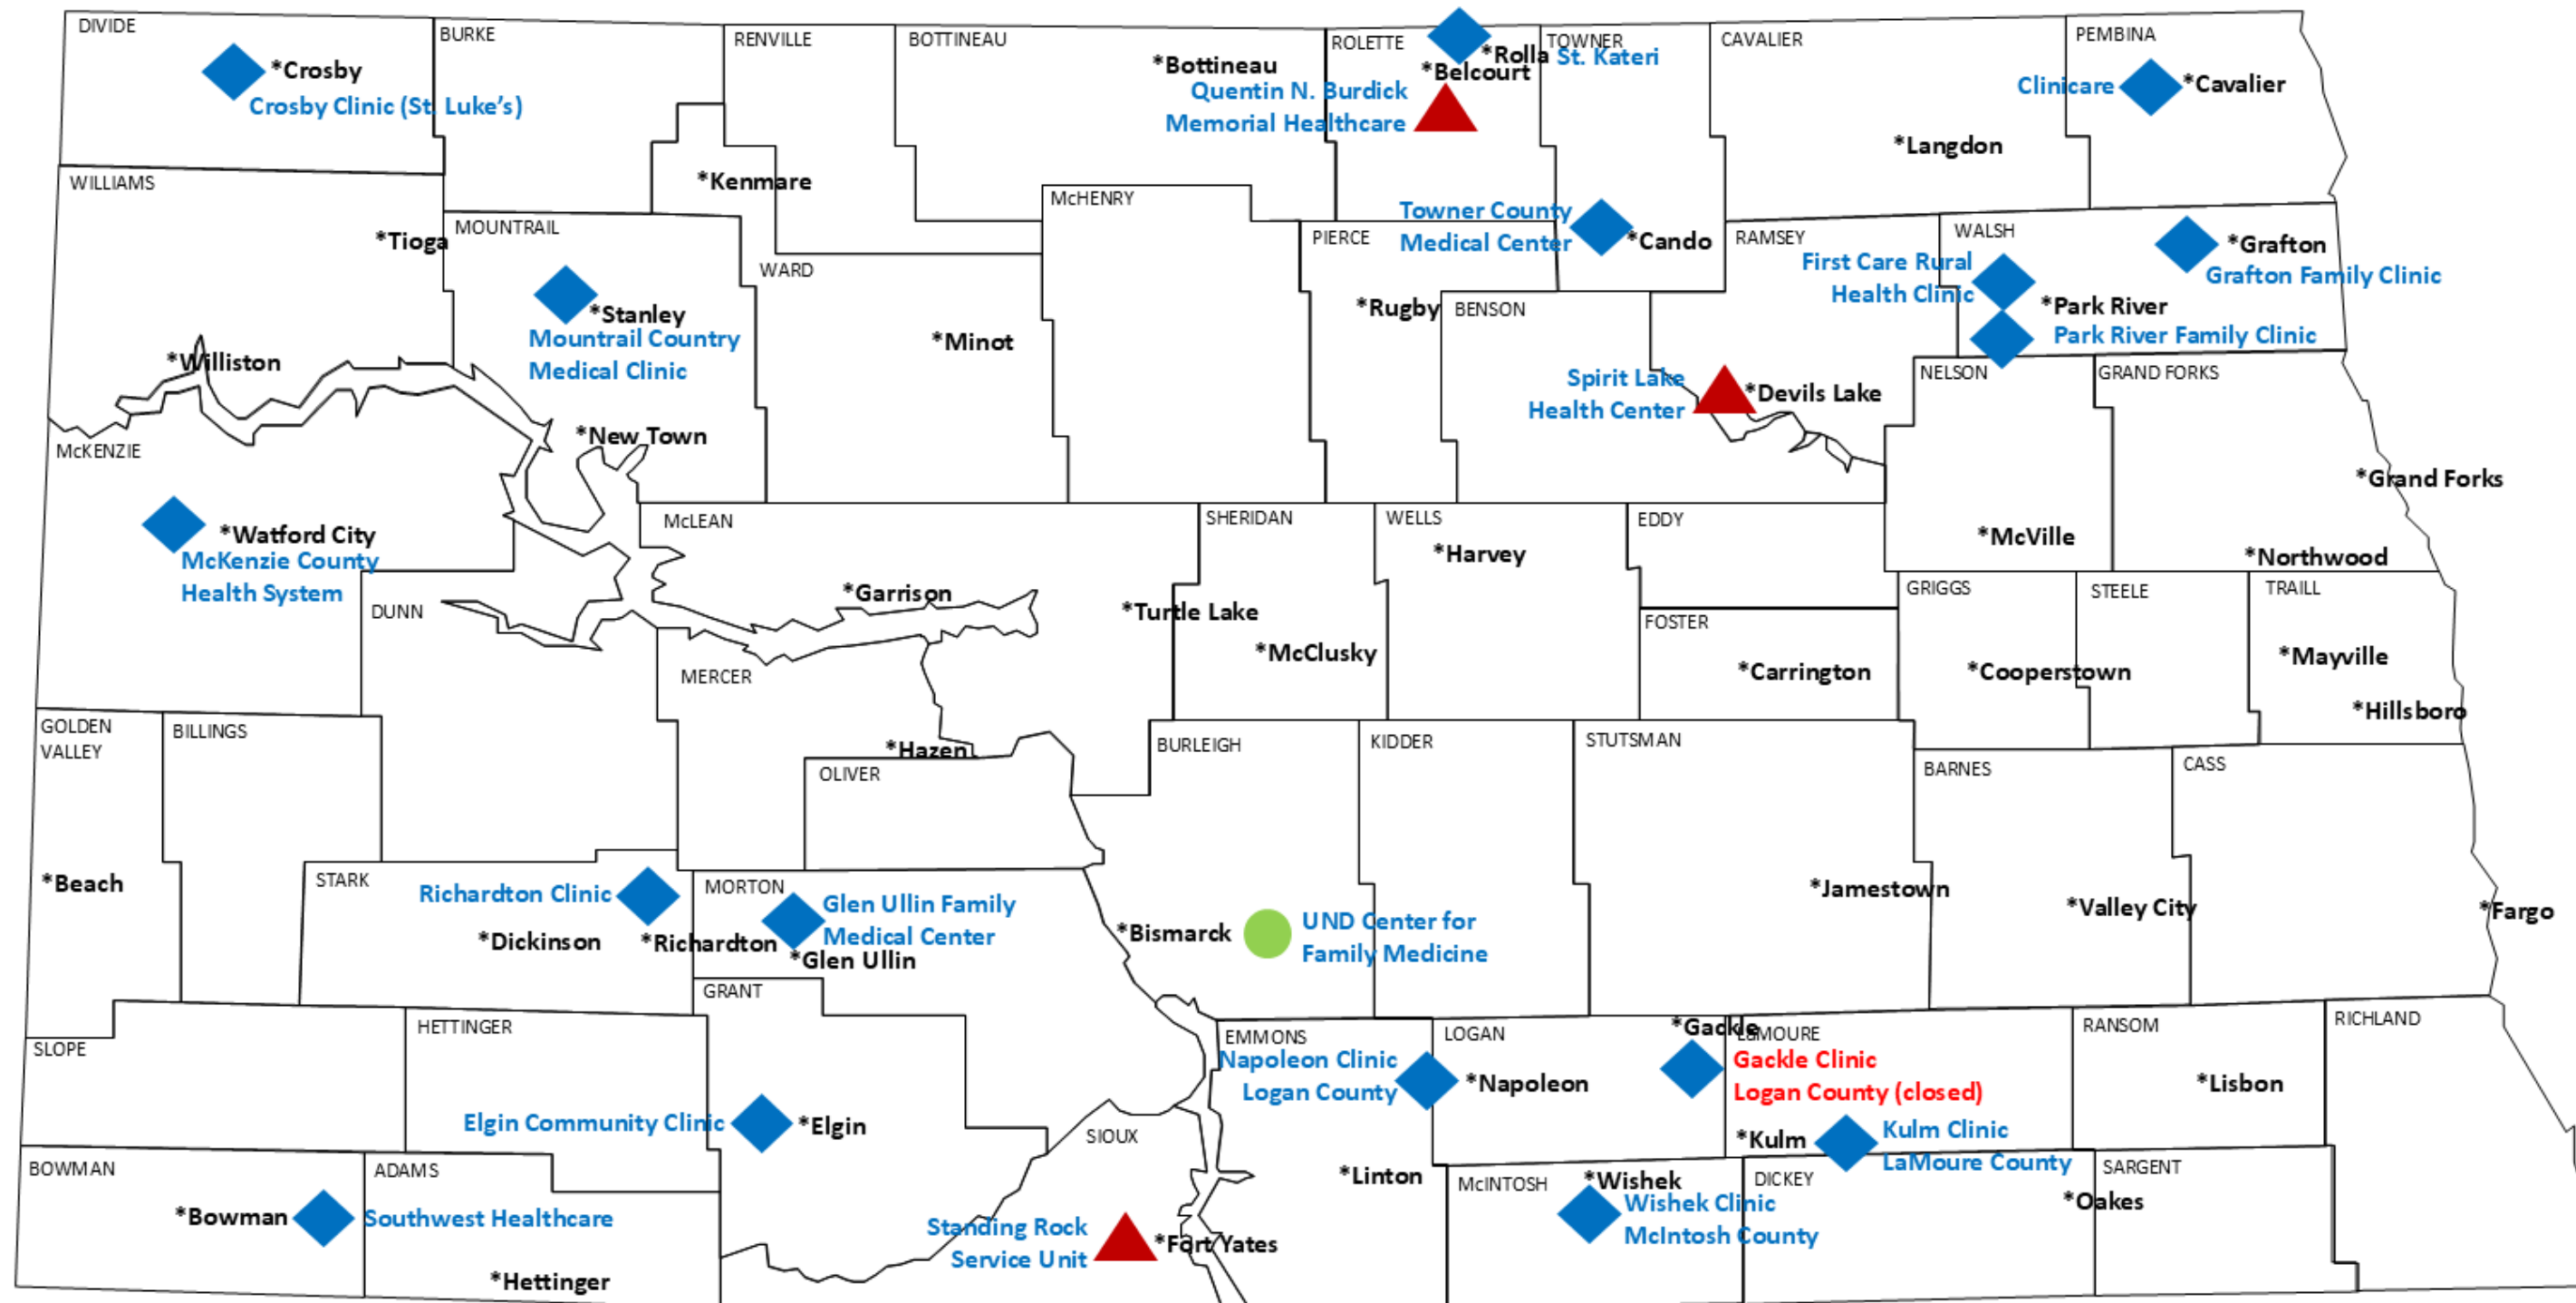 DIVIDE
BURKE
RENVILLE
BOTTINEAU
ROLETTE
TOWNER
CAVALIER
PEMBINA
*Crosby
Crosby Clinic (St. Luke's)
*Bottineau
*Rolla
St. Kateri
*Belcourt
Quentin N. Burdick
Memorial Healthcare
Clinicare
*Cavalier
*Langdon
WILLIAMS
*Kenmare
McHENRY
*Tioga
MOUNTRAIL
WARD
PIERCE
Towner County
Medical Center
*Cando
RAMSEY
WALSH
*Grafton
Grafton Family Clinic
First Care Rural
Health Clinic
*Park River
Park River Family Clinic
*Stanley
Mountrail Country
Medical Clinic
*Minot
*Rugby
BENSON
*Williston
Spirit Lake
Health Center
*Devils Lake
NELSON
GRAND FORKS
*New Town
McKENZIE
*Grand Forks
*Watford City
McKenzie County
Health System
McLEAN
SHERIDAN
WELLS
EDDY
*Harvey
*McVille
*Northwood
DUNN
*Garrison
*Turtle Lake
*McClusky
FOSTER
*Carrington
GRIGGS
*Cooperstown
STEELE
TRAILL
*Mayville
*Hillsboro
MERCER
GOLDEN
VALLEY
BILLINGS
*Hazen
OLIVER
BURLEIGH
KIDDER
STUTSMAN
BARNES
CASS
*Beach
STARK
Richardton Clinic
*Dickinson
*Richardton
MORTON
Glen Ullin Family
Medical Center
*Glen Ullin
*Bismarck
UND Center for
Family Medicine
*Jamestown
*Valley City
*Fargo
GRANT
SLOPE
HETTINGER
EMMONS
Napoleon Clinic
Logan County
LOGAN
*Napoleon
*Gackle
LaMOURE
Gackle Clinic
Logan County (closed)
RANSOM
RICHLAND
*Lisbon
Elgin Community Clinic
*Elgin
SIOUX
*Kulm
Kulm Clinic
LaMoure County
BOWMAN
ADAMS
*Linton
McINTOSH
*Wishek
Wishek Clinic
McIntosh County
DICKEY
SARGENT
*Oakes
*Bowman
Southwest Healthcare
Standing Rock
Service Unit
*Fort Yates
*Hettinger